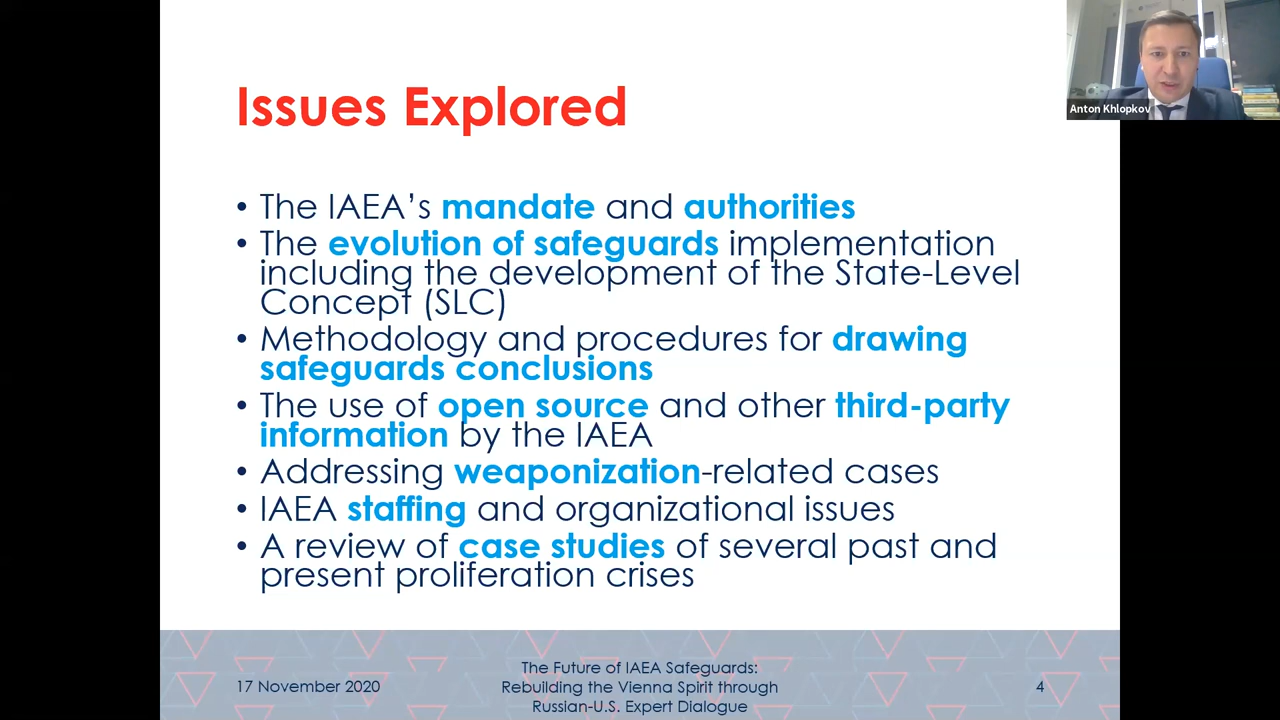 Issues Explored
Anton Khlopkov
• The IAEA's mandate and authorities
• The evolution of safeguards implementation
including the development of the State-Level
Concept (SLC)
• Methodology and procedures for drawing
safeguards conclusions
• The use of open source and other third-party
information by the IAEA
• Addressing weaponization-related cases
• IAEA staffing and organizational issues
• A review of case studies of several past and
present proliferation crises
17 November 2020
The Future of IAEA Safeguards:
Rebuilding the Vienna Spirit through
Russian-U.S. Expert Dialogue
4